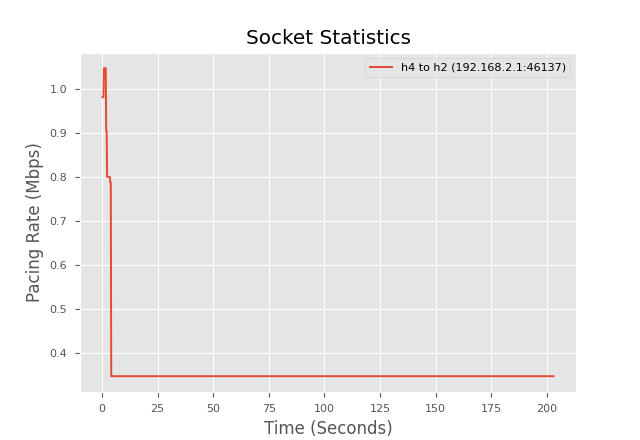 Socket Statistics
h4 to h2 (192.168.2.1:46137)
Pacing Rate (Mbps)
1.0
0.9
0.8
0.7
0.6
0.5
0.4
0 25 50 75 100 125 150 175 200
Time (Seconds)